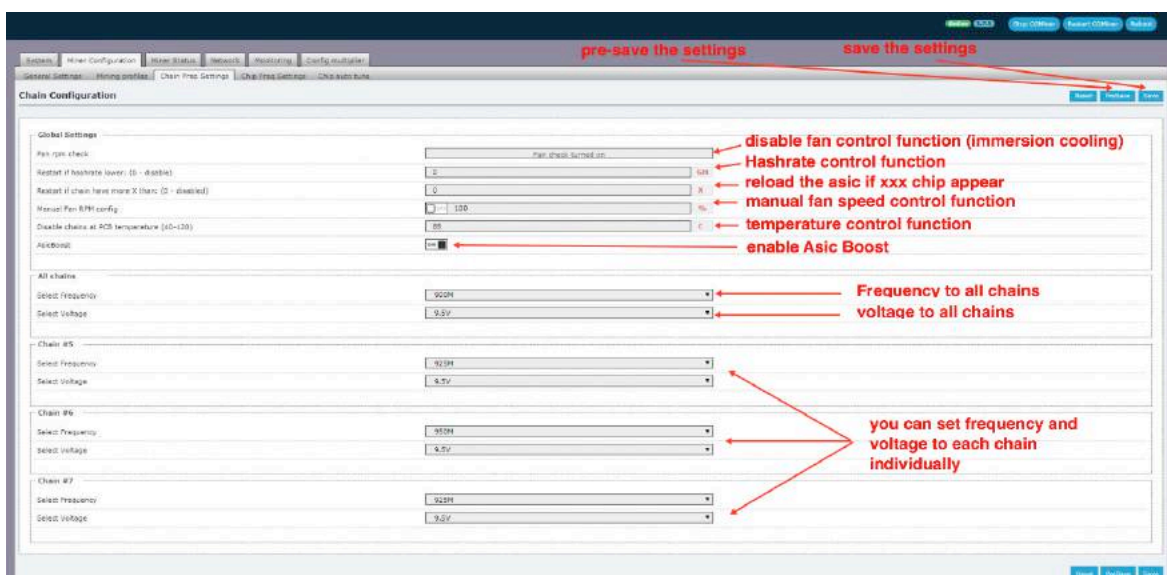 Stop CGMiner Restart CGMiner Reboot
pre-save the settings
save the settings
System Miner Configuration Miner Status Network Monitoring Config multiplier
General Settings Mining profiles Chain Freq Settings Chip Freq Settings Chip auto tune
Chain Configuration
Reset PreSave Save
Global Settings
disable fan control function (immersion cooling)
Fan rpm check Fan check turned on
Hashrate control function
Restart if hashrate lower: (0 - disable) 0 G/H
reload the asic if xxx chip appear
Restart if chain have more X than: (0 - disabled) 0 X
manual fan speed control function
Manual Fan RPM config 100 %
temperature control function
Disable chains at PCB temperature (60-120) 85 C
enable Asic Boost
AsicBoost
All chains
Frequency to all chains
Select Frequency 900M
voltage to all chains
Select Voltage 9.5V
Chain #5
Select Frequency 925M
Select Voltage 9.5V
Chain #6
Select Frequency 950M
Select Voltage 9.5V
you can set frequency and
voltage to each chain
individually
Chain #7
Select Frequency 925M
Select Voltage 9.5V
Reset PreSave Save